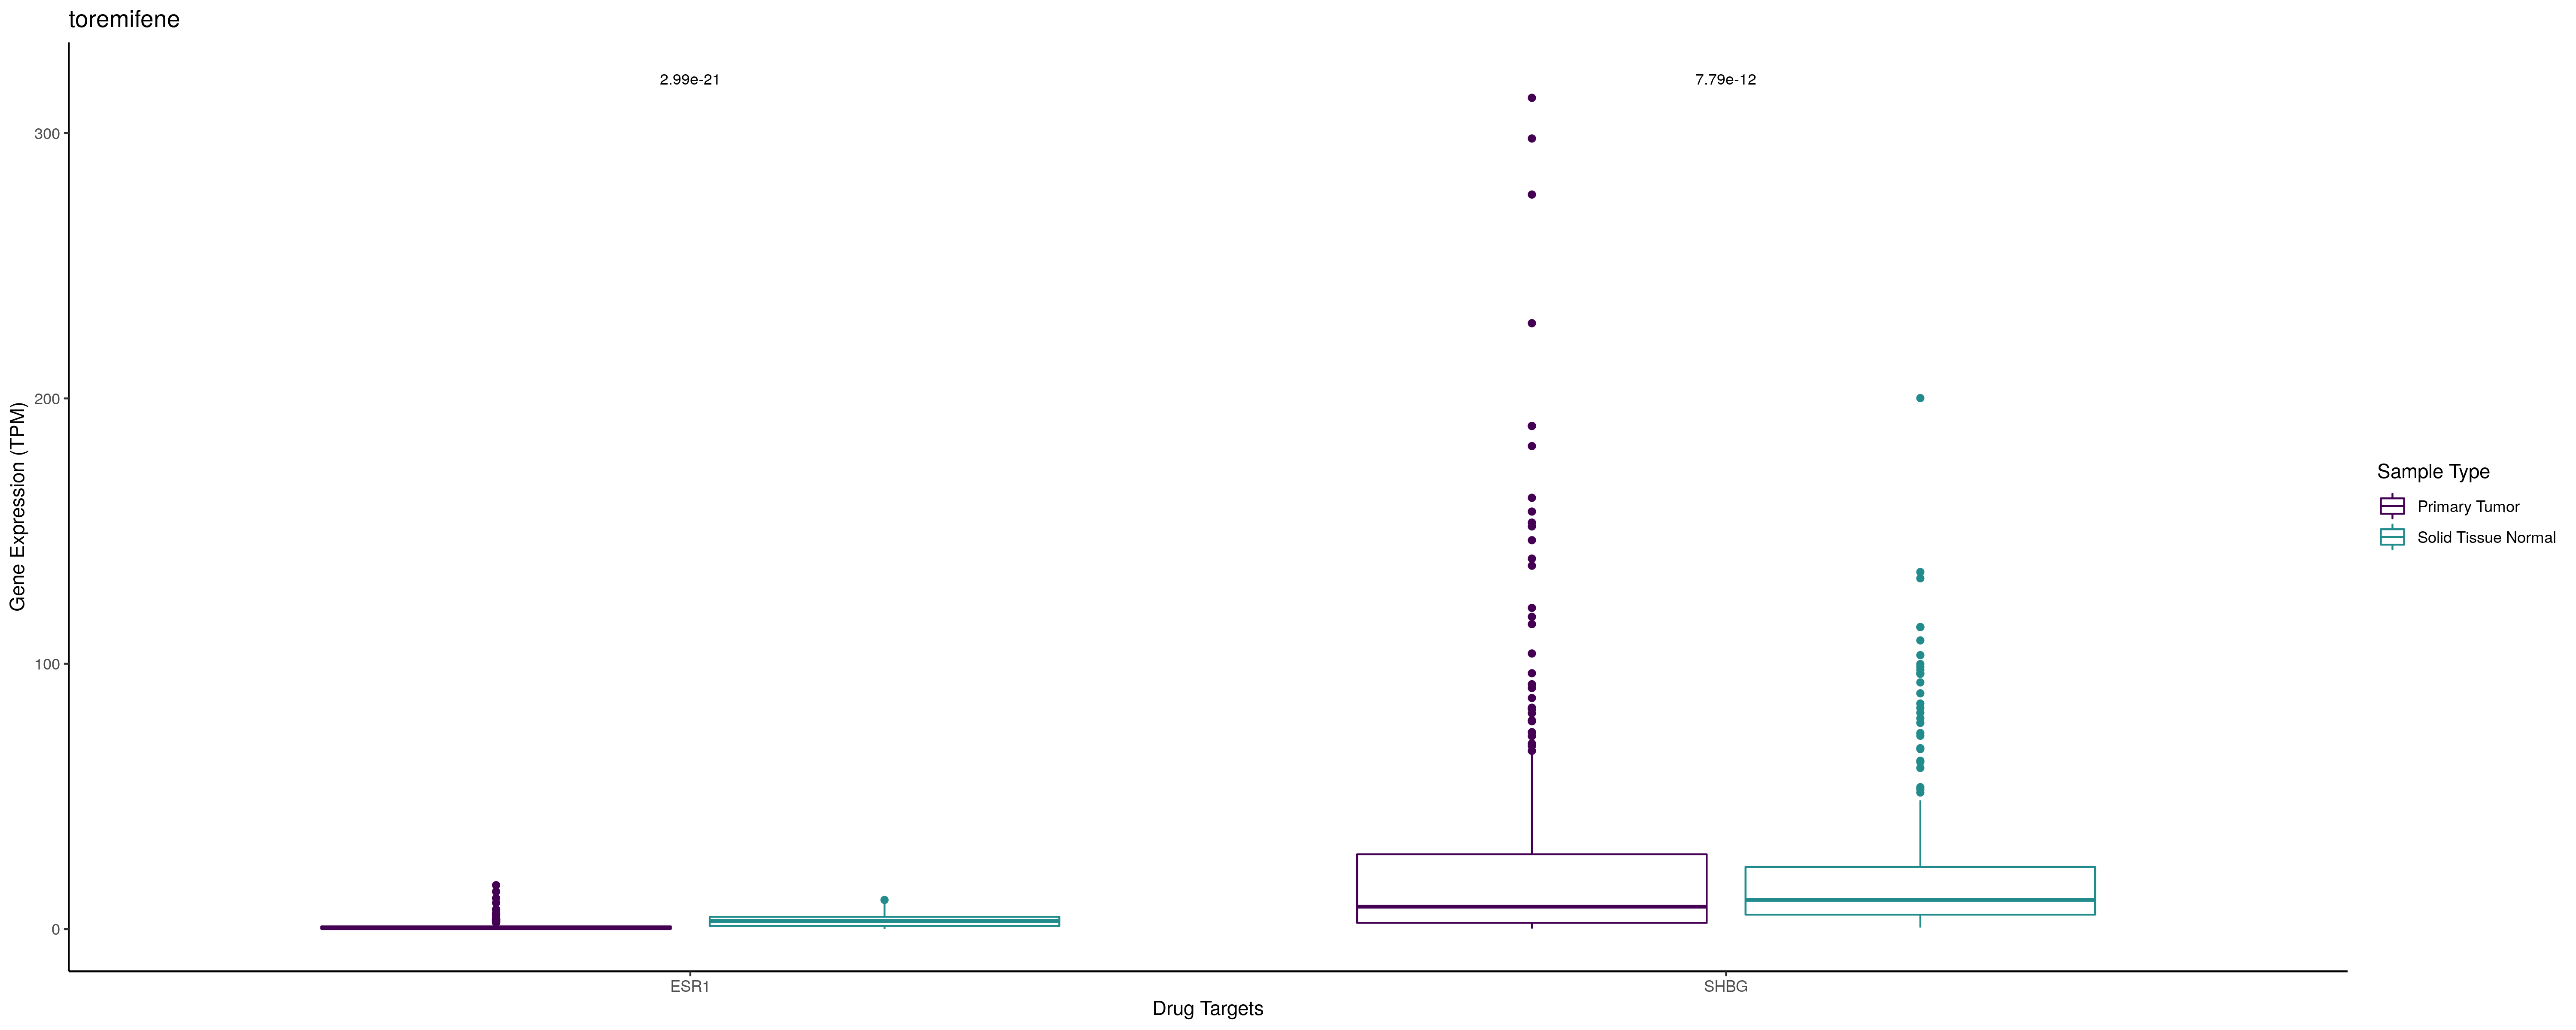 toremifene
2.99e-21
7.79e-12
300
200
100
0
Gene Expression (TPM)
ESR1
SHBG
Drug Targets
Sample Type
Primary Tumor
Solid Tissue Normal